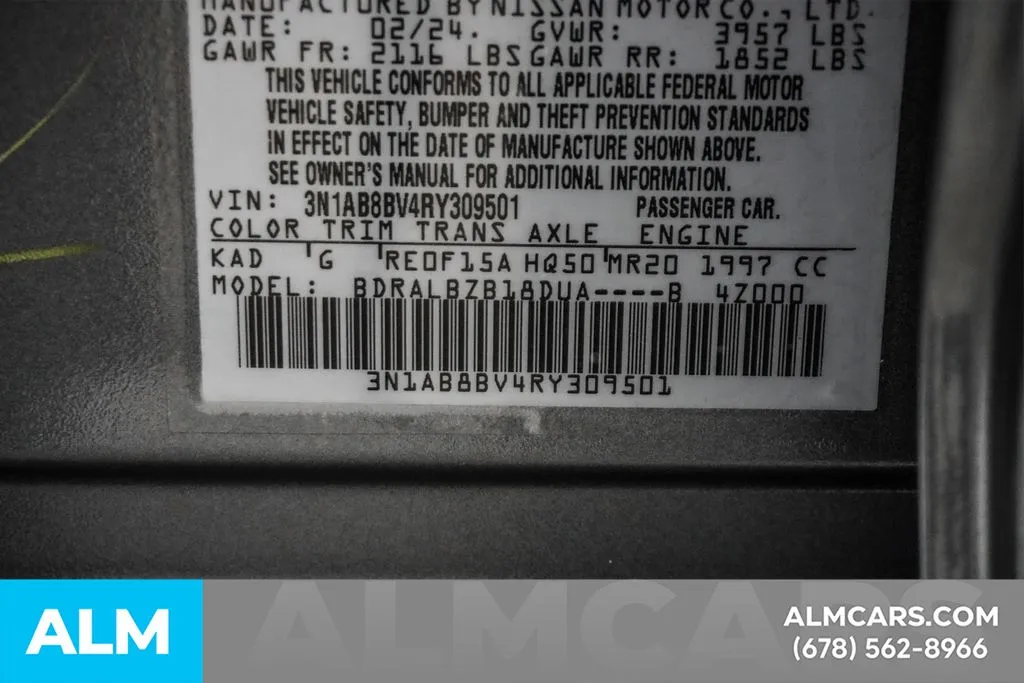 MANUFACTURED BY NISSAN MOTOR CO., LTD.
DATE: 02/24. GVWR: 3957 LBS
GAWR FR: 2116 LBS GAWR RR: 1852 LBS
THIS VEHICLE CONFORMS TO ALL APPLICABLE FEDERAL MOTOR
VEHICLE SAFETY, BUMPER AND THEFT PREVENTION STANDARDS
IN EFFECT ON THE DATE OF MANUFACTURE SHOWN ABOVE.
SEE OWNER'S MANUAL FOR ADDITIONAL INFORMATION.
VIN: 3N1AB8BV4RY309501 PASSENGER CAR.
COLOR TRIM TRANS AXLE ENGINE
KAD G RE0F15A HQ50 MR20 1997 CC
MODEL: BDRALBZB18DUA----B 4Z000
3N1AB8BV4RY309501
ALMCARS
ALM
ALMCARS.COM
(678) 562-8966